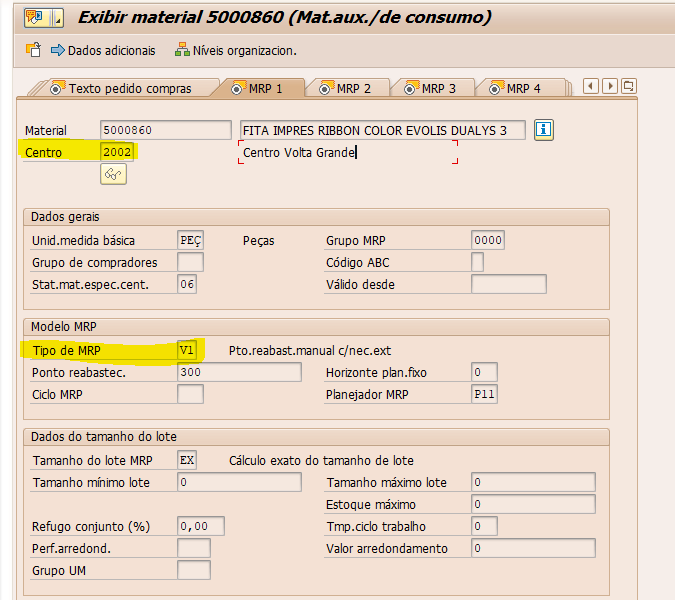 Exibir material 5000860 (Mat.aux./de consumo)
Dados adicionais Níveis organizacion.
Texto pedido compras MRP 1 MRP 2 MRP 3 MRP 4
Material 5000860 FITA IMPRES RIBBON COLOR EVOLIS DUALYS 3
Centro 2002 Centro Volta Grande
Dados gerais
Unid.medida básica PEÇ Peças Grupo MRP 0000
Grupo de compradores Código ABC
Stat.mat.espec.cent. 06 Válido desde
Modelo MRP
Tipo de MRP V1 Pto.reabast.manual c/nec.ext
Ponto reabastec. 300 Horizonte plan.fixo 0
Ciclo MRP Planejador MRP P11
Dados do tamanho do lote
Tamanho do lote MRP EX Cálculo exato do tamanho de lote
Tamanho mínimo lote 0 Tamanho máximo lote 0
Estoque máximo 0
Refugo conjunto (%) 0,00 Tmp.ciclo trabalho 0
Perf.arredond. Valor arredondamento 0
Grupo UM